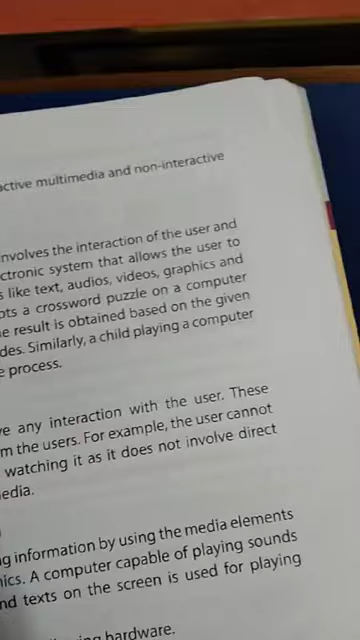 active multimedia and non-interactive
involves the interaction of the user and
ctronic system that allows the user to
s like text, audios, videos, graphics and
pts a crossword puzzle on a computer
e result is obtained based on the given
des. Similarly, a child playing a computer
e process.
ve any interaction with the user. These
m the users. For example, the user cannot
watching it as it does not involve direct
edia.
g information by using the media elements
ics. A computer capable of playing sounds
nd texts on the screen is used for playing
hardware.